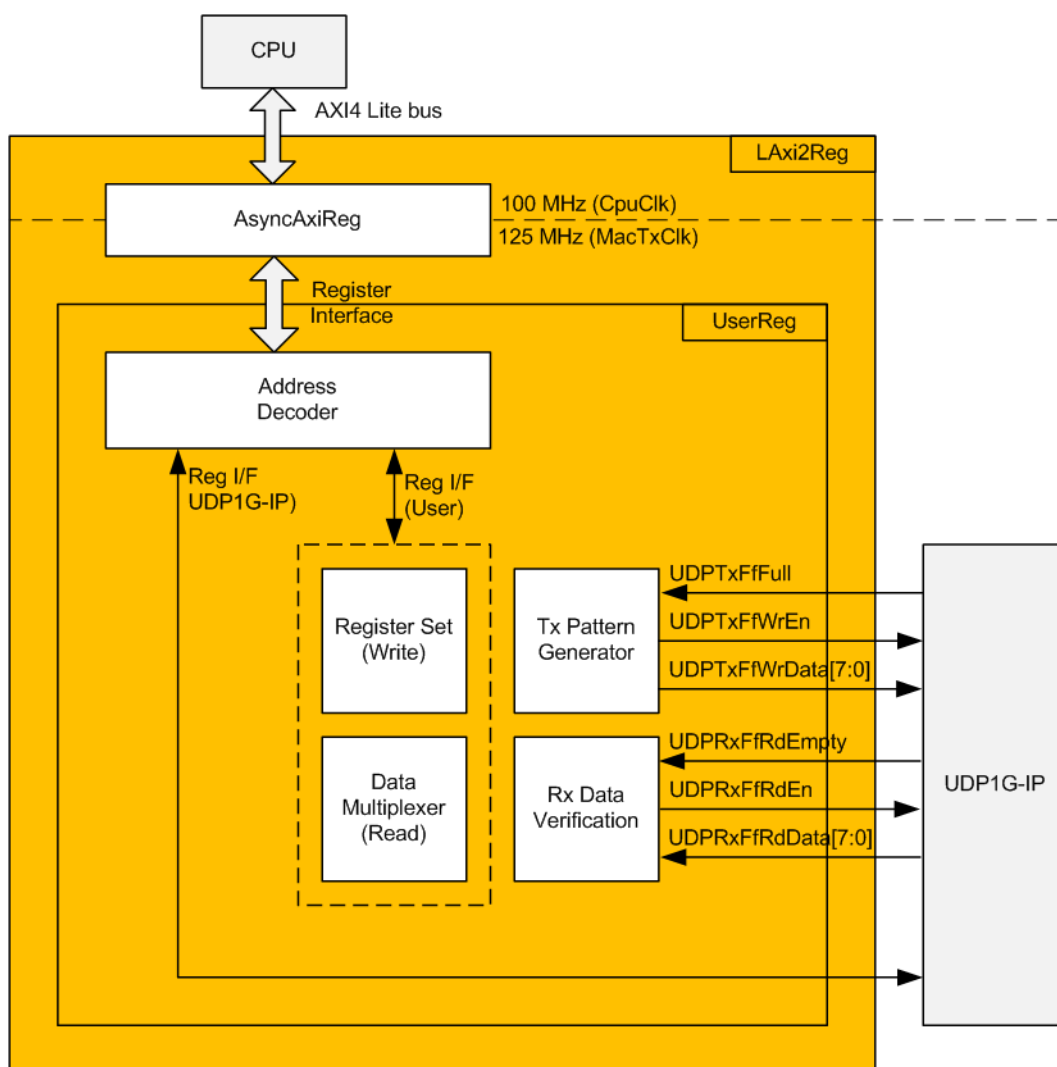 CPU
AXI4 Lite bus
LAxi2Reg
AsyncAxiReg
100 MHz (CpuClk)
125 MHz (MacTxClk)
Register
Interface
UserReg
Address
Decoder
Reg I/F
UDP1G-IP)
Reg I/F
(User)
Register Set
(Write)
Tx Pattern
Generator
UDPTxFfFull
UDPTxFfWrEn
UDPTxFfWrData[7:0]
Data
Multiplexer
(Read)
Rx Data
Verification
UDPRxFfRdEmpty
UDPRxFfRdEn
UDPRxFfRdData[7:0]
UDP1G-IP